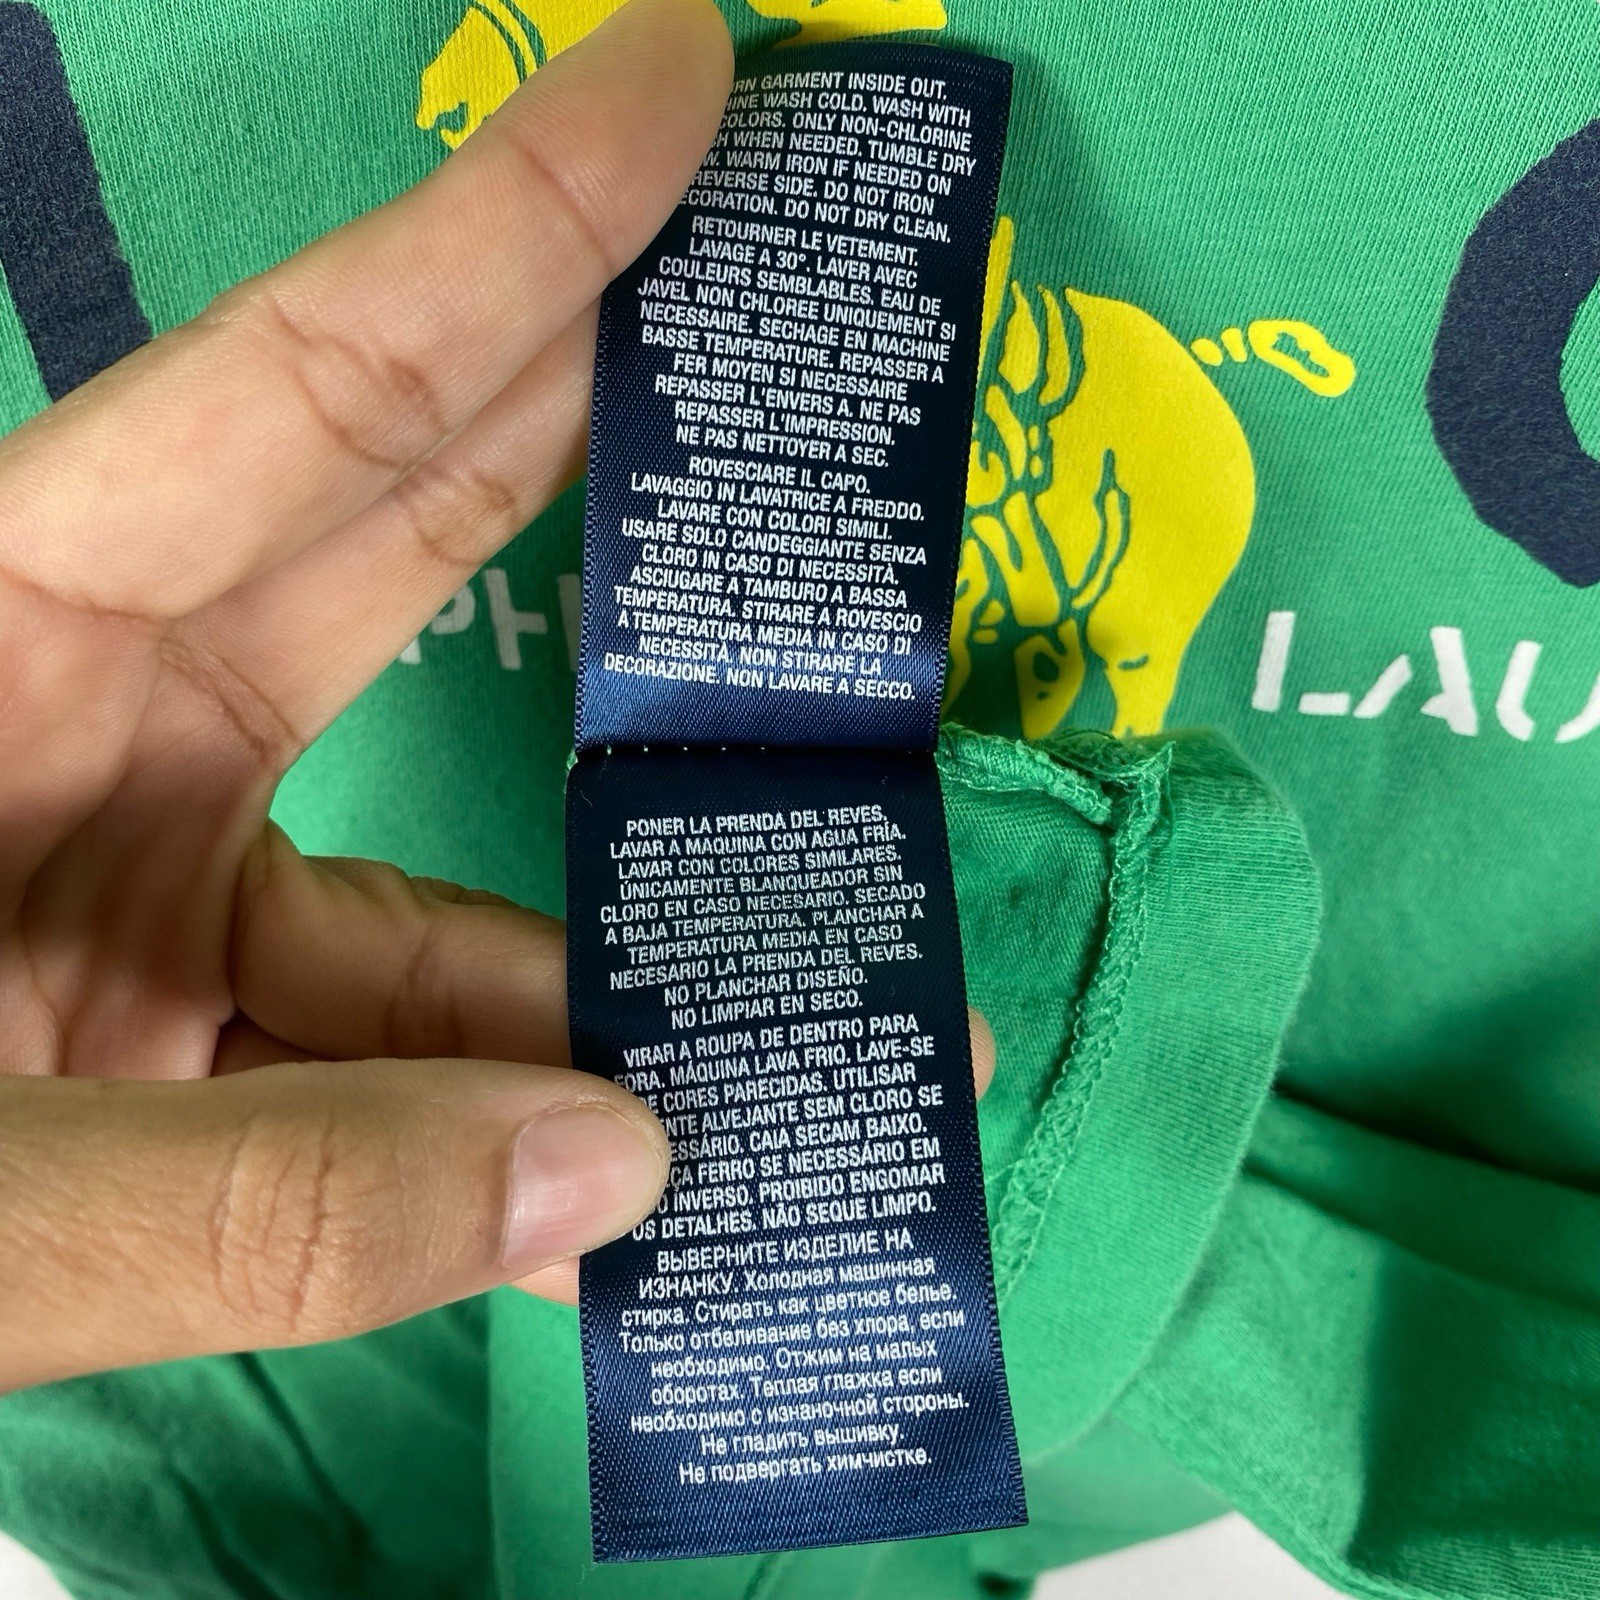 GARMENT INSIDE OUT.
WASH COLD. WASH WITH
COLORS. ONLY NON-CHLORINE
WHEN NEEDED. TUMBLE DRY
WARM IRON IF NEEDED ON
REVERSE SIDE. DO NOT IRON
DO NOT DRY CLEAN.
RETOURNER LE VETEMENT.
LAVAGE A 30°. LAVER AVEC
COULEURS SEMBLABLES. EAU DE
JAVEL NON CHLOREE UNIQUEMENT SI
NECESSAIRE. SECHAGE EN MACHINE
BASSE TEMPERATURE. REPASSER A
FER MOYEN SI NECESSAIRE
REPASSER L'ENVERS A. NE PAS
REPASSER L'IMPRESSION.
NE PAS NETTOYER A SEC.
ROVESCIARE IL CAPO.
LAVAGGIO IN LAVATRICE A FREDDO.
LAVARE CON COLORI SIMILI.
USARE SOLO CANDEGGIANTE SENZA
CLORO IN CASO DI NECESSITÀ.
ASCIUGARE A TAMBURO A BASSA
TEMPERATURA. STIRARE A ROVESCIO
A TEMPERATURA MEDIA IN CASO DI
NECESSITÀ. NON STIRARE LA
DECORAZIONE. NON LAVARE A SECCO.
PONER LA PRENDA DEL REVES.
LAVAR A MAQUINA CON AGUA FRÍA.
LAVAR CON COLORES SIMILARES.
ÚNICAMENTE BLANQUEADOR SIN
CLORO EN CASO NECESARIO. SECADO
A BAJA TEMPERATURA. PLANCHAR A
TEMPERATURA MEDIA EN CASO
NECESARIO LA PRENDA DEL REVES.
NO PLANCHAR DISEÑO.
NO LIMPIAR EN SECO.
VIRAR A ROUPA DE DENTRO PARA
FORA. MÁQUINA LAVA FRIO. LAVE-SE
DE CORES PARECIDAS. UTILISAR
ALVEJANTE SEM CLORO SE
CAIA SECAM BAIXO.
FERRO SE NECESSÁRIO EM
INVERSO. PROIBIDO ENGOMAR
OS DETALHES. NÃO SEQUE LIMPO.
ВЫВЕРНИТЕ ИЗДЕЛИЕ НА
ИЗНАНКУ. Холодная машинная
стирка. Стирать как цветное белье.
Только отбеливание без хлора, если
необходимо. Отжим на малых
оборотах. Теплая глажка если
необходимо с изнаночной стороны.
Не гладить вышивку.
Не подвергать химчистке.